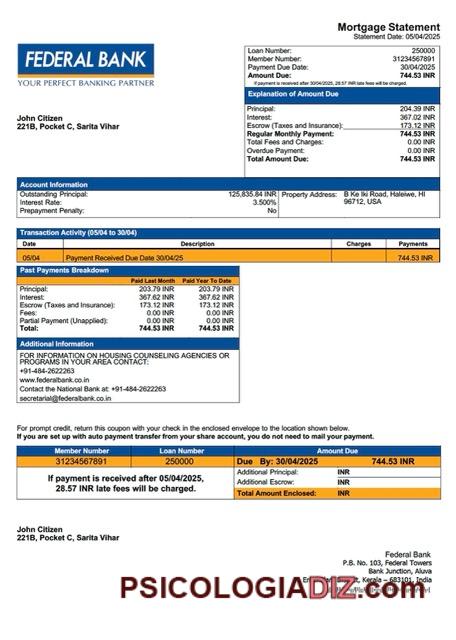 Mortgage Statement
Statement Date: 05/04/2025
FEDERAL BANK
YOUR PERFECT BANKING PARTNER
John Citizen
221B, Pocket C, Sarita Vihar
Loan Number: 250000
Member Number: 31234567891
Payment Due Date: 30/04/2025
Amount Due: 744.53 INR
If payment is received after 30/04/2025, 28.57 INR late fees will be charged.
Explanation of Amount Due
Principal: 204.39 INR
Interest: 367.02 INR
Escrow (Taxes and Insurance): 173.12 INR
Regular Monthly Payment: 744.53 INR
Total Fees and Charges: 0.00 INR
Overdue Payment: 0.00 INR
Total Amount Due: 744.53 INR
Account Information
Outstanding Principal: 125,835.84 INR
Interest Rate: 3.500%
Prepayment Penalty: No
Property Address: B Ke Iki Road, Haleiwe, HI
96712, USA
Transaction Activity (05/04 to 30/04)
Date Description Charges Payments
05/04 Payment Received Due Date 30/04/25 744.53 INR
Past Payments Breakdown
Paid Last Month Paid Year To Date
Principal: 203.79 INR 203.79 INR
Interest: 367.62 INR 367.62 INR
Escrow (Taxes and Insurance): 173.12 INR 173.12 INR
Fees: 0.00 INR 0.00 INR
Partial Payment (Unapplied): 0.00 INR 0.00 INR
Total: 744.53 INR 744.53 INR
Additional Information
FOR INFORMATION ON HOUSING COUNSELING AGENCIES OR
PROGRAMS IN YOUR AREA CONTACT:
+91-484-2622263
www.federalbank.co.in
Contact the National Bank at: +91-484-2622263
secretarial@federalbank.co.in
For prompt credit, return this coupon with your check in the enclosed envelope to the location shown below.
If you are set up with auto payment transfer from your share account, you do not need to mail your payment.
Member Number Loan Number Amount Due
31234567891 250000 Due By: 30/04/2025 744.53 INR
If payment is received after 05/04/2025,
28.57 INR late fees will be charged.
Additional Principal: INR
Additional Escrow: INR
Total Amount Enclosed: INR
John Citizen
221B, Pocket C, Sarita Vihar
Federal Bank
P.B. No. 103, Federal Towers
Bank Junction, Aluva
Kerala – 683101, India
PSICOLOGIADIZ.com